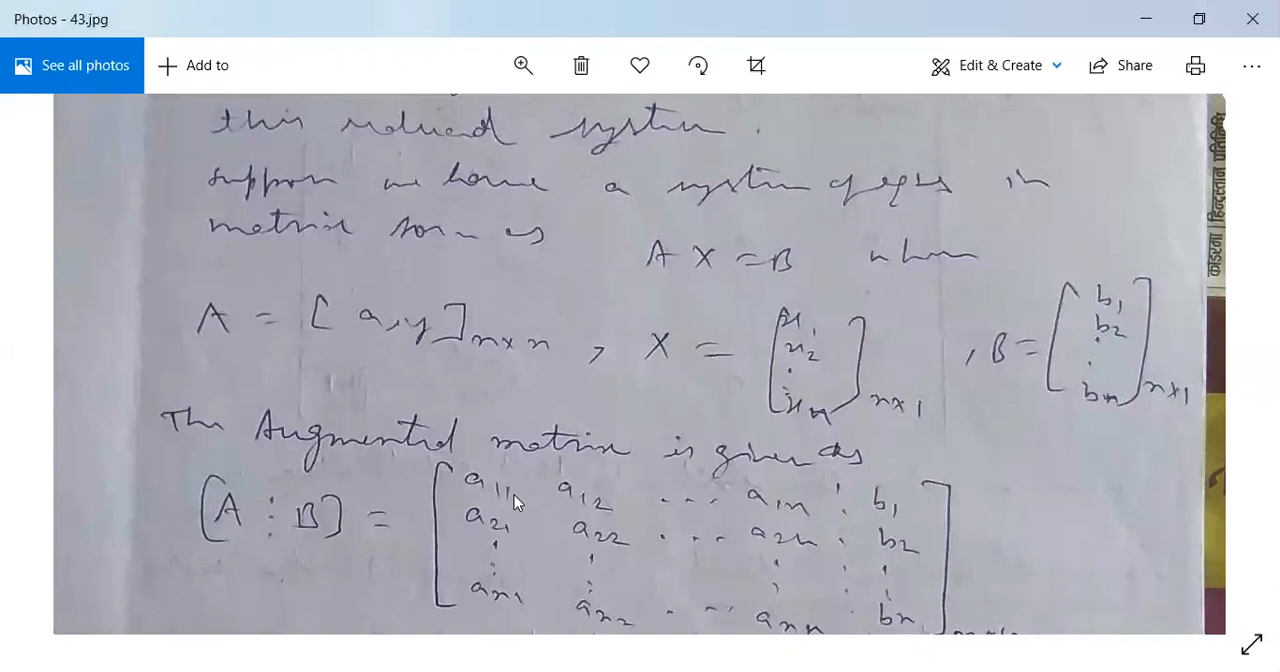 Photos - 43.jpg
See all photos
Add to
Edit & Create
Share
this reduced system.
suppose we have a system of eqns in
matrix form as
A X = B where
A = [ aij ]n×n , X = [ x1 x2 . . xn ]n×1 , B = [ b1 b2 . . bn ]n×1
The Augmented matrix is given as
[A ⋮ B] = [ a11 a12 ... a1n : b1
a21 a22 ... a2n : b2
⋮ ⋮ ⋮ ⋮ ⋮
an1 an2 ... ann : bn ]
हिन्दुस्तान